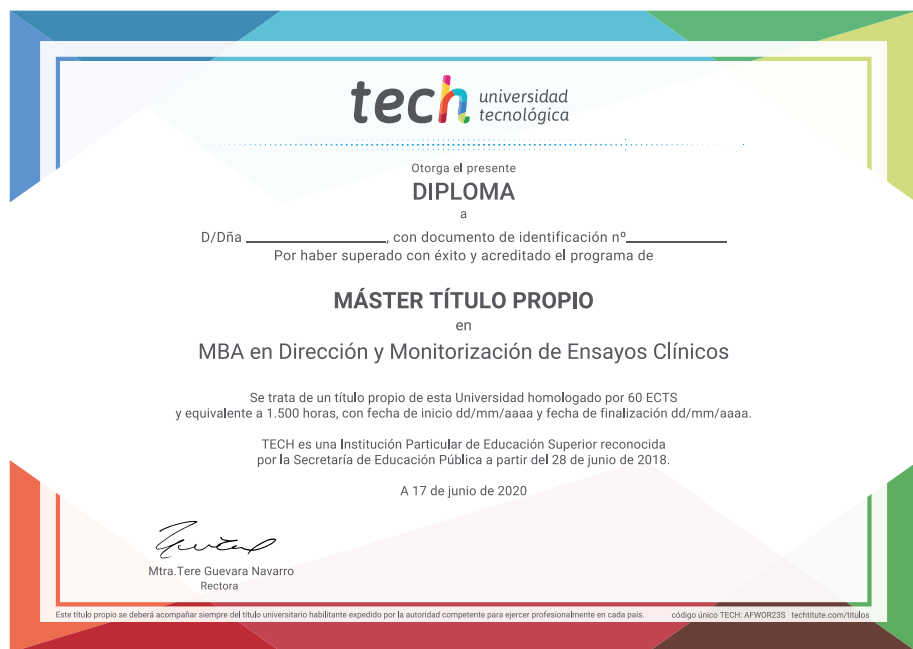 tech universidad
tecnológica
Otorga el presente
DIPLOMA
a
D/Dña ____________, con documento de identificación nº____________
Por haber superado con éxito y acreditado el programa de
MÁSTER TÍTULO PROPIO
en
MBA en Dirección y Monitorización de Ensayos Clínicos
Se trata de un título propio de esta Universidad homologado por 60 ECTS
y equivalente a 1.500 horas, con fecha de inicio dd/mm/aaaa y fecha de finalización dd/mm/aaaa.
TECH es una Institución Particular de Educación Superior reconocida
por la Secretaría de Educación Pública a partir del 28 de junio de 2018.
A 17 de junio de 2020
Mtra.Tere Guevara Navarro
Rectora
Este título propio se deberá acompañar siempre del título universitario habilitante expedido por la autoridad competente para ejercer profesionalmente en cada país. código único TECH: AFWOR23S techtitute.com/titulos